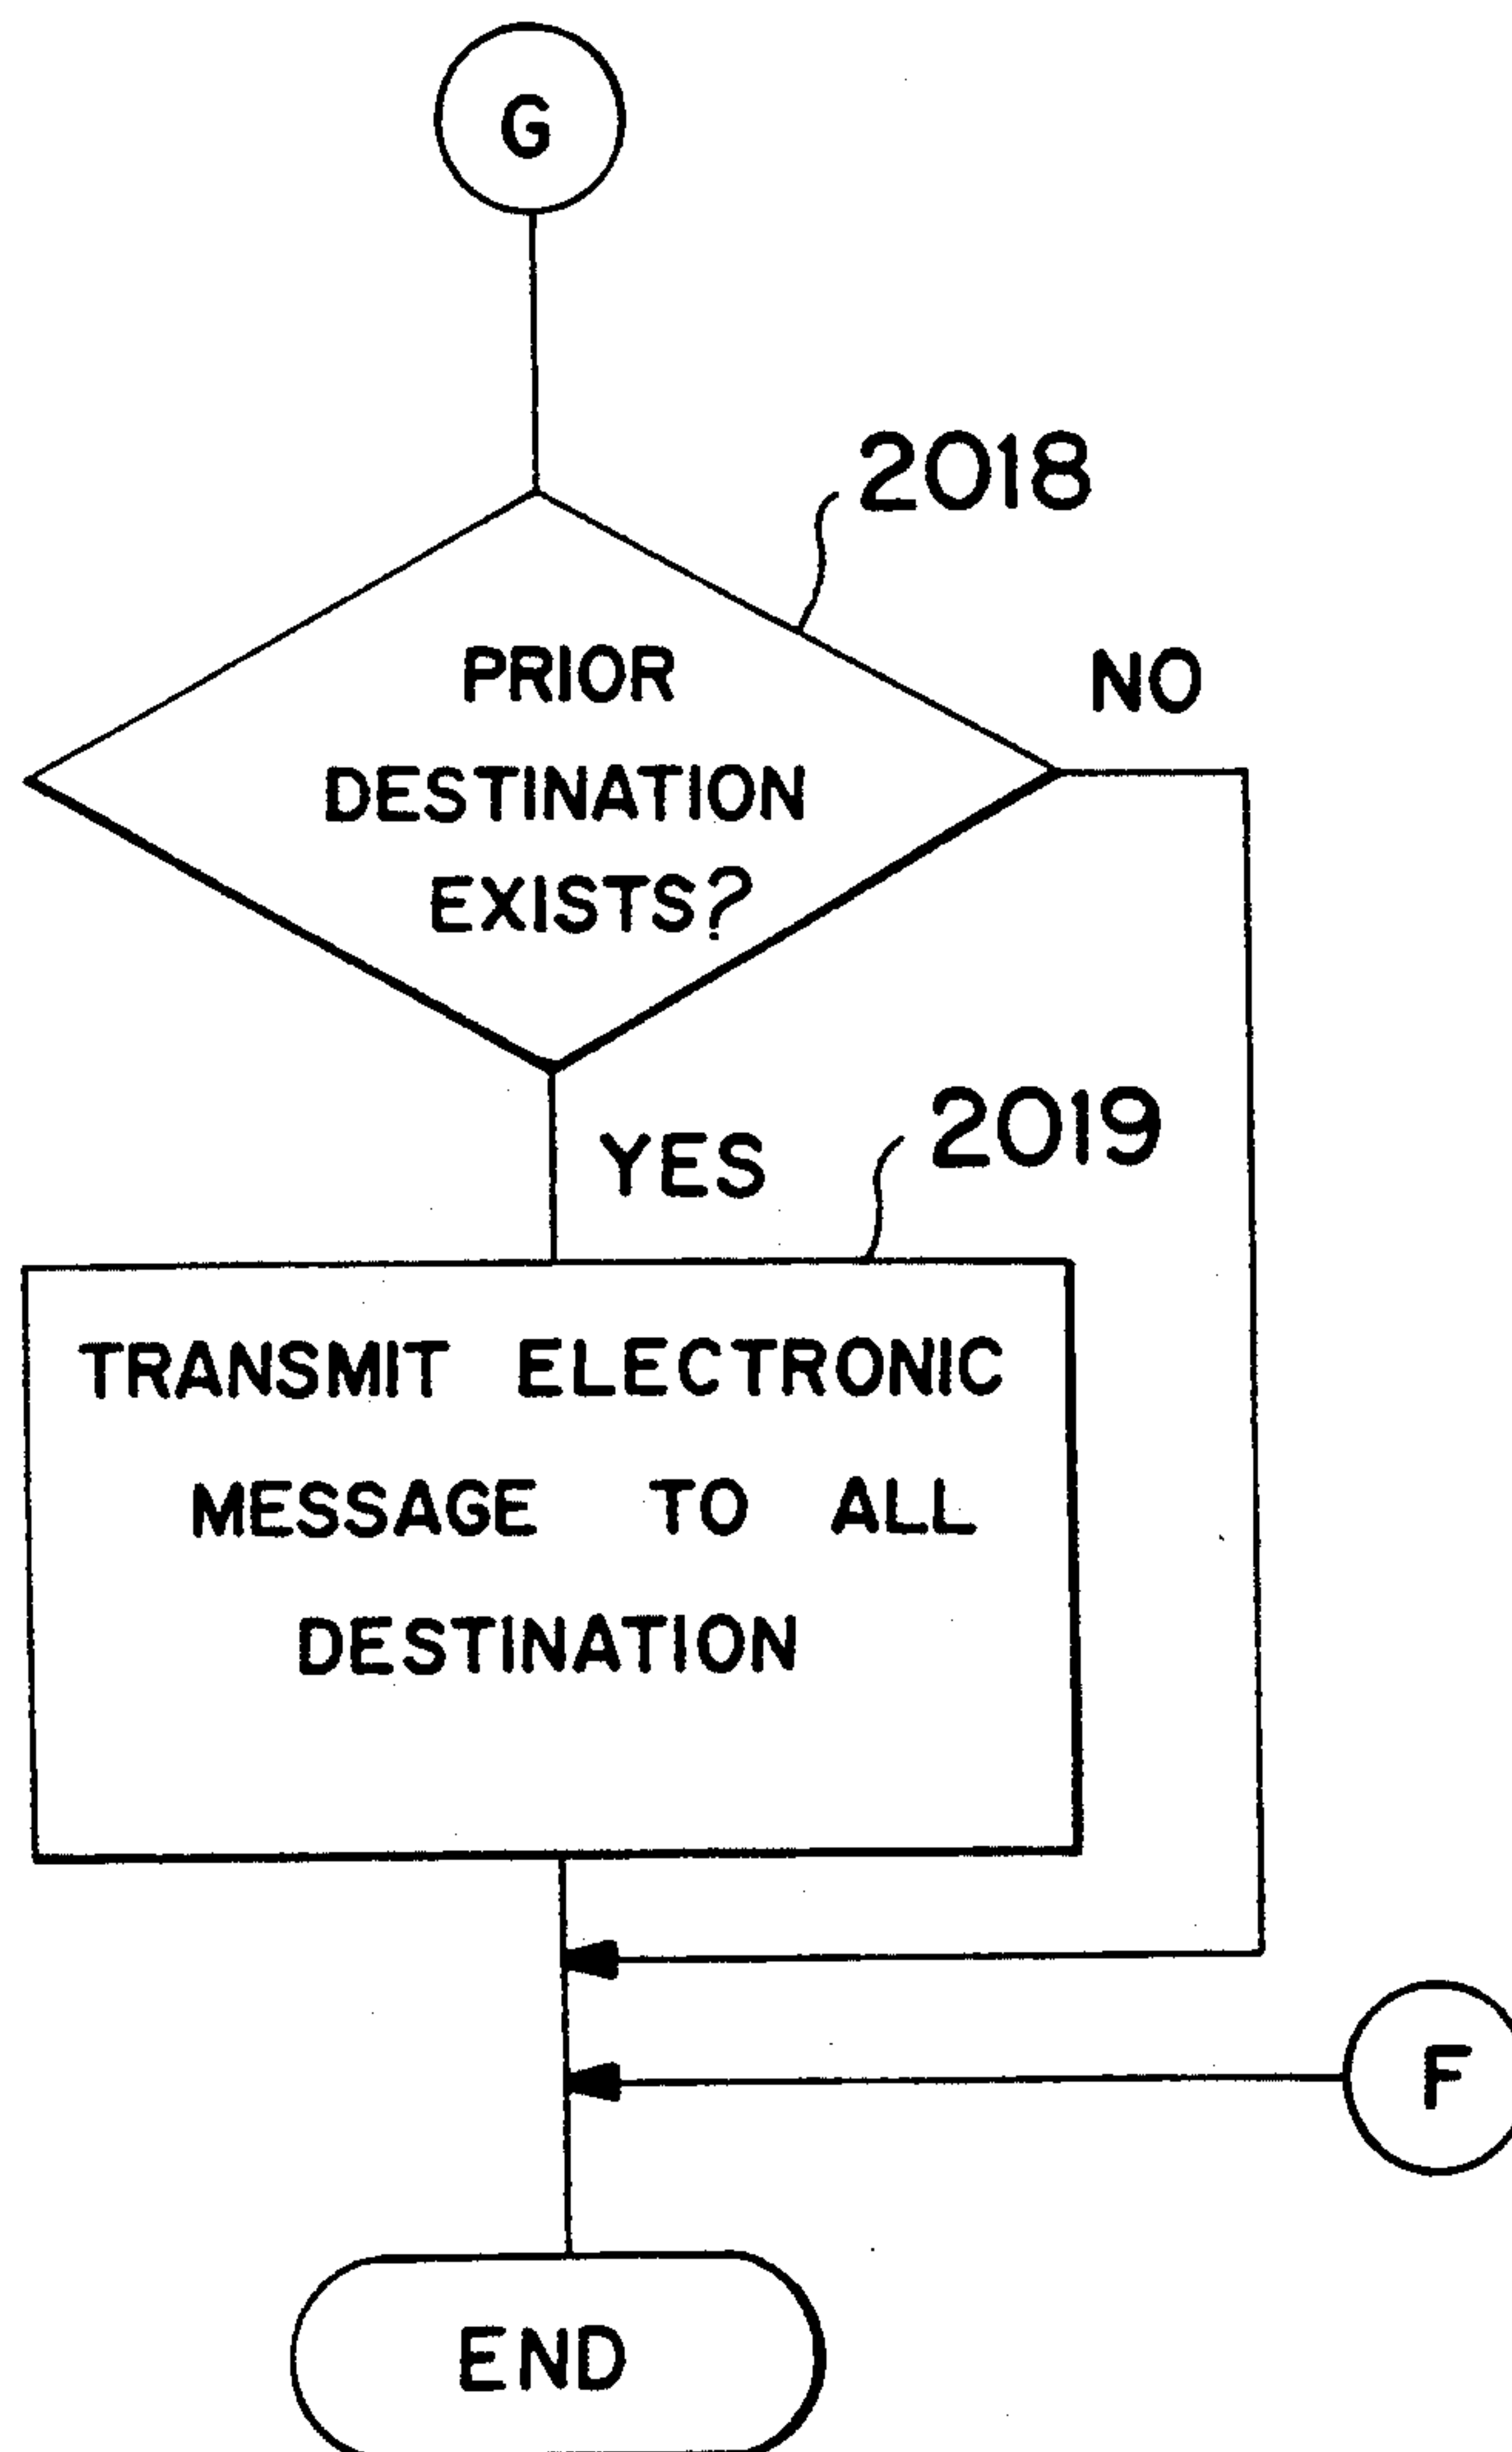 G
2018
PRIOR
NO
DESTINATION
EXISTS?
2019
YES
TRANSMIT ELECTRONIC
MESSAGE TO ALL
DESTINATION
F
END